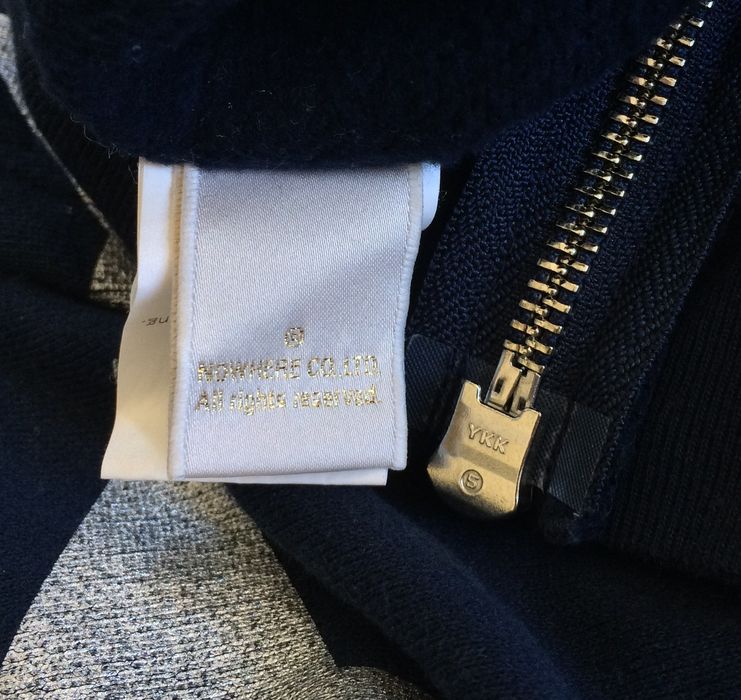 NOWHERE CO.,LTD.
All rights reserved.
YKK
5